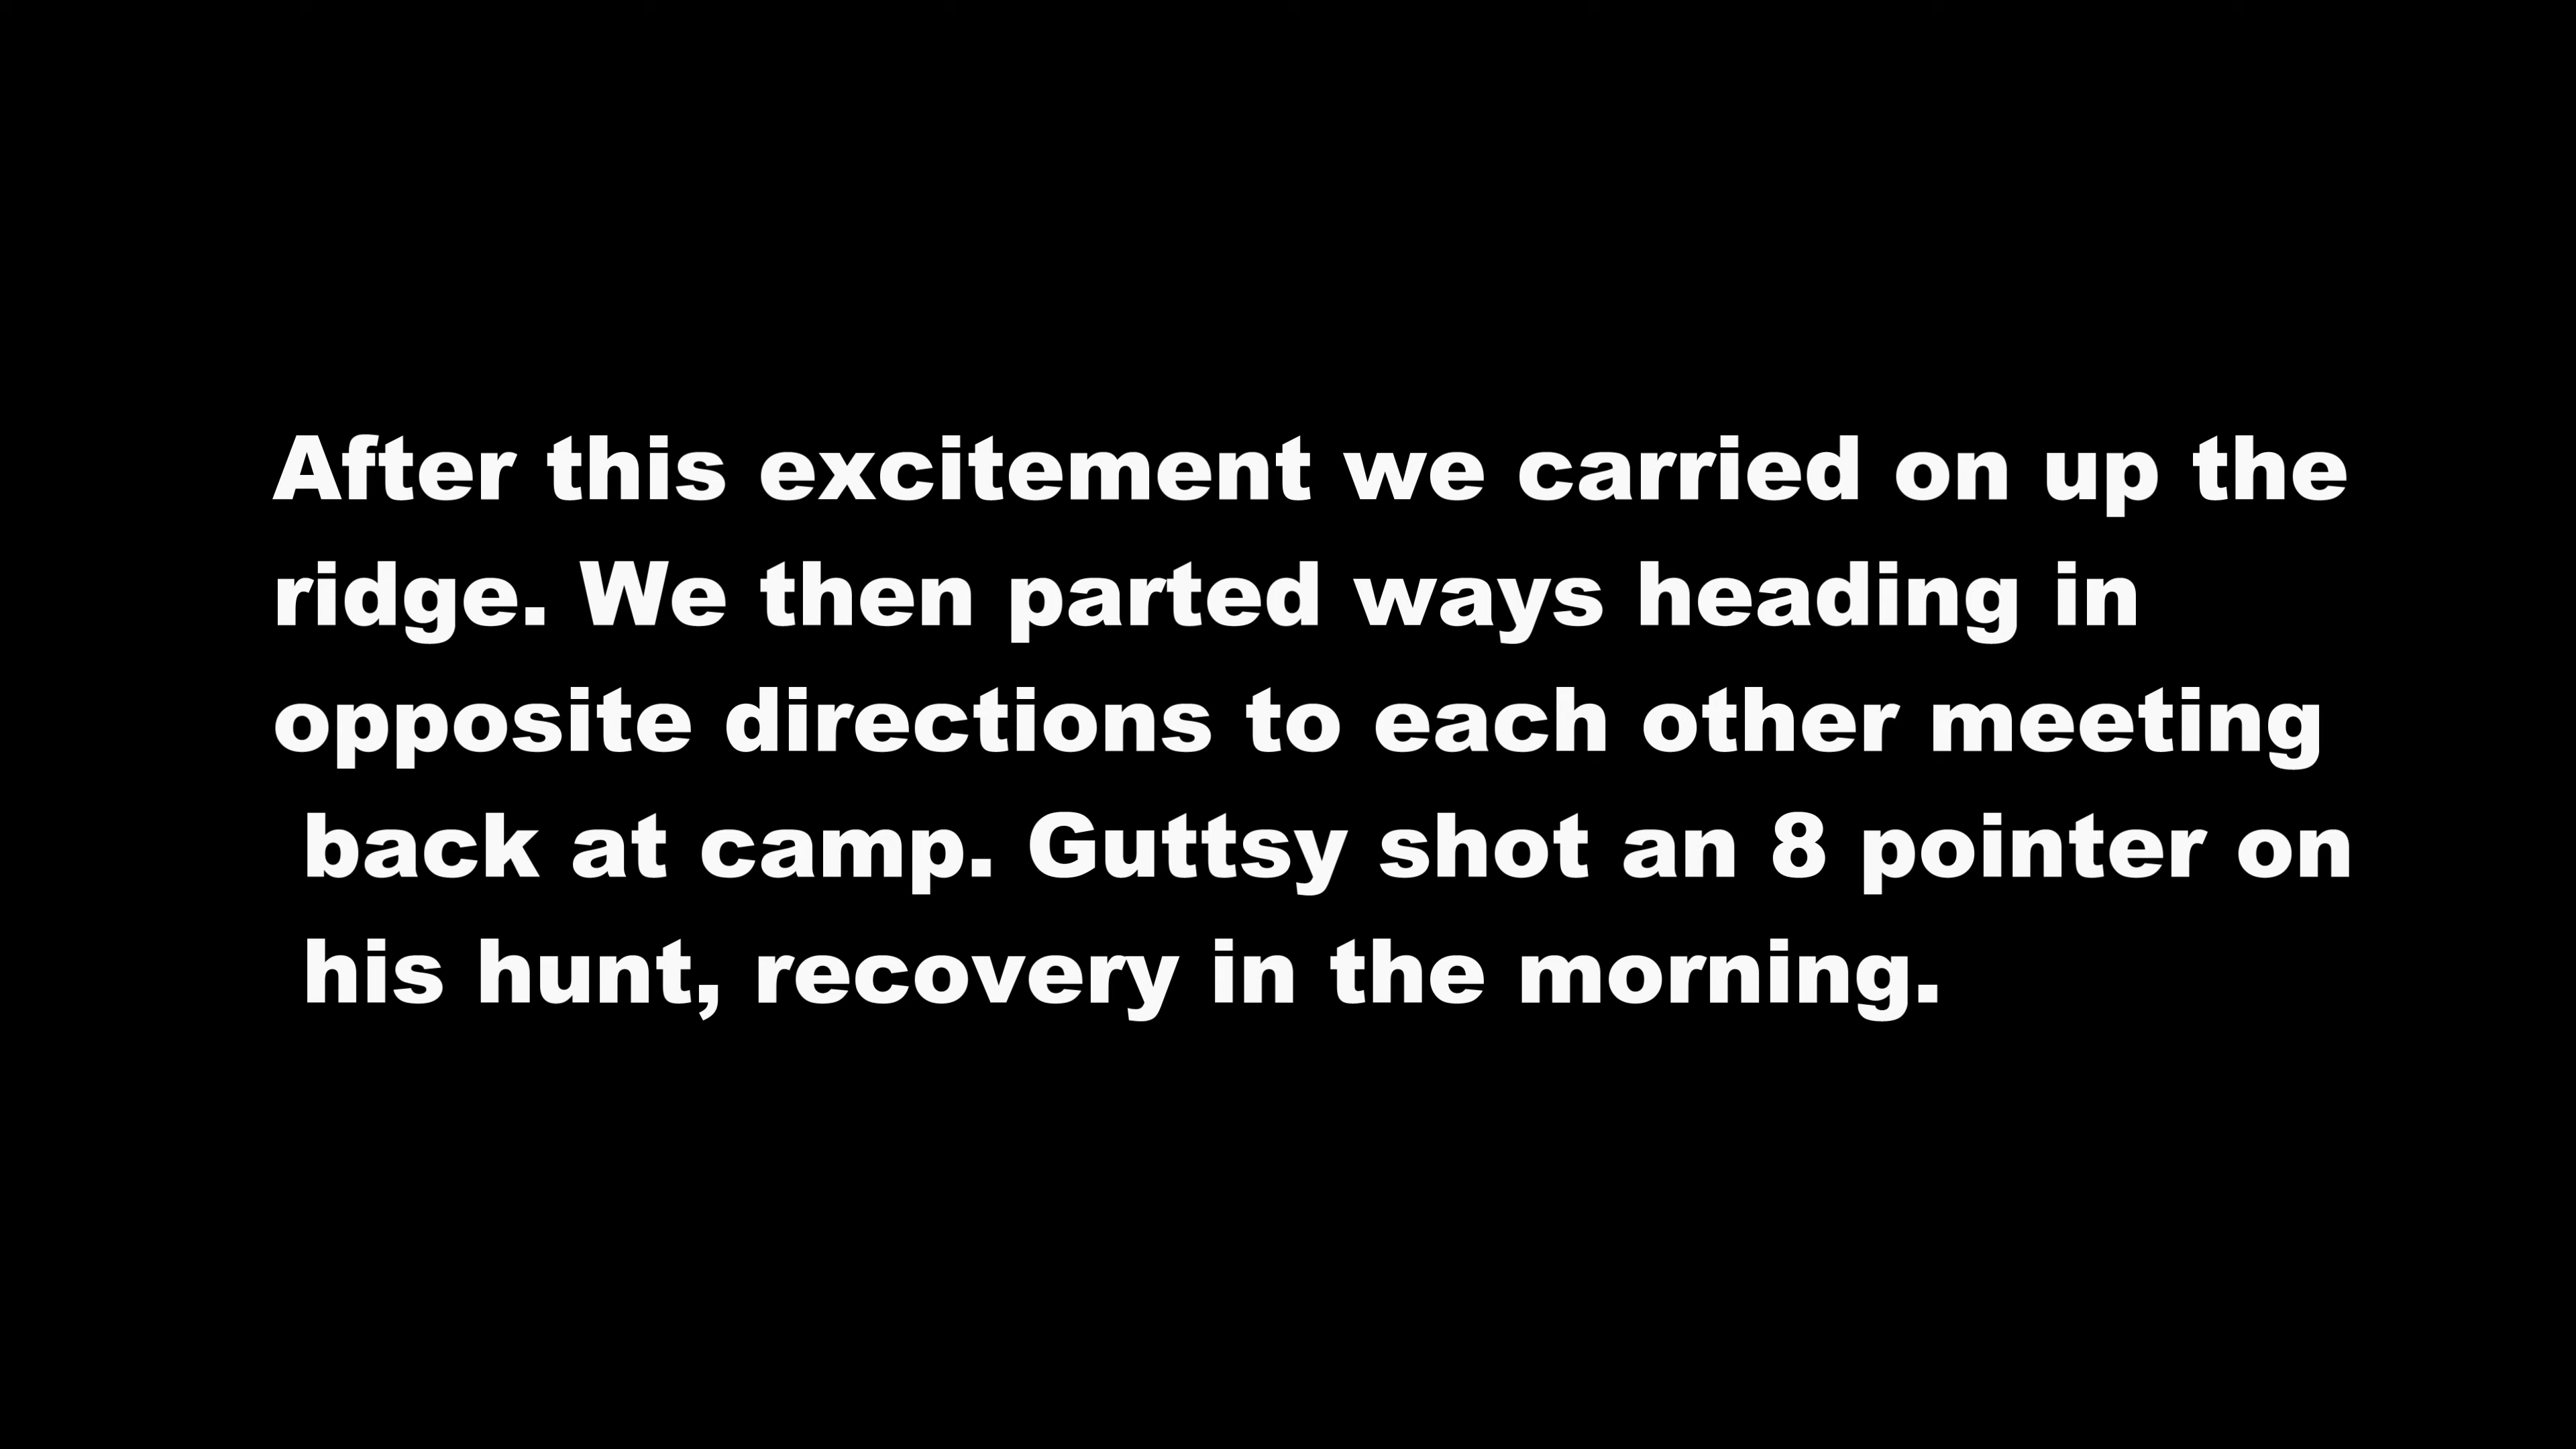 After this excitement we carried on up the
ridge. We then parted ways heading in
opposite directions to each other meeting
back at camp. Guttsy shot an 8 pointer on
his hunt, recovery in the morning.